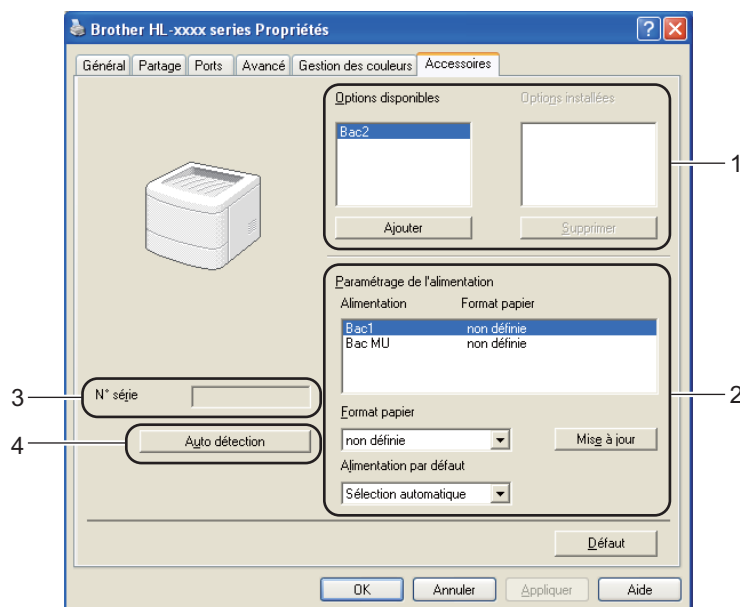 Brother HL-xxxx series Propriétés
Général Partage Ports Avancé Gestion des couleurs Accessoires
Options disponibles Options installées
Bac2
1
Ajouter Supprimer
Paramétrage de l'alimentation
Alimentation Format papier
Bac1 non définie
Bac MU non définie
2
3 N° série
Format papier
4 Auto détection
non définie Mise à jour
Alimentation par défaut
Sélection automatique
Défaut
OK Annuler Appliquer Aide